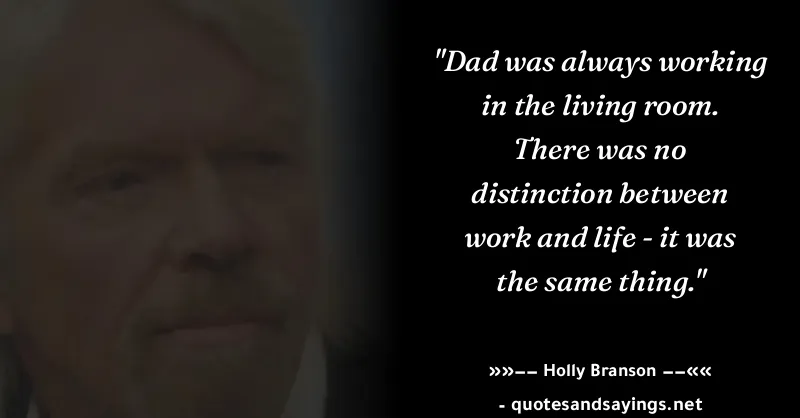 "Dad was always working
in the living room.
There was no
distinction between
work and life - it was
the same thing."
»»–– Holly Branson ––««
- quotesandsayings.net